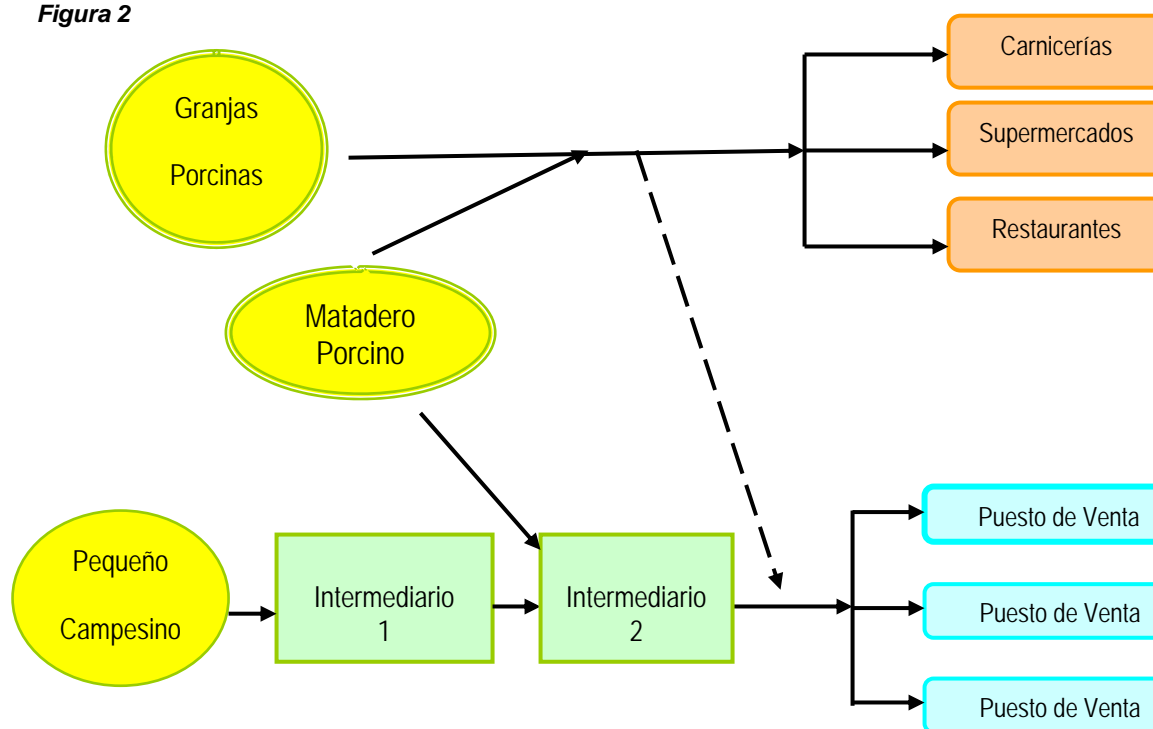 Figura 2
Granjas
Porcinas
Carnicerías
Supermercados
Restaurantes
Matadero
Porcino
Pequeño
Campesino
Intermediario
1
Intermediario
2
Puesto de Venta
Puesto de Venta
Puesto de Venta